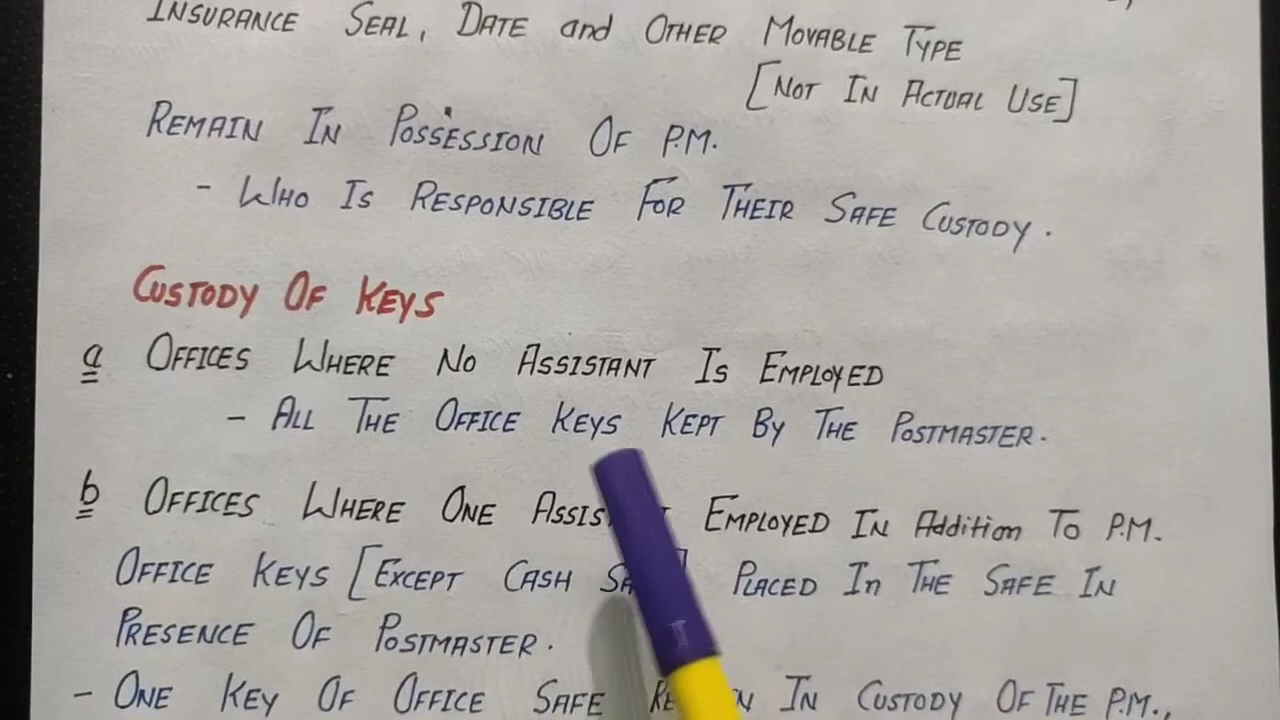 INSURANCE SEAL, DATE and OTHER MOVABLE TYPE
[NOT IN ACTUAL USE]
REMAIN IN POSSESSION OF P.M.
- WHO IS RESPONSIBLE FOR THEIR SAFE CUSTODY.
CUSTODY OF KEYS
a OFFICES WHERE NO ASSISTANT IS EMPLOYED
- ALL THE OFFICE KEYS KEPT BY THE POSTMASTER.
b OFFICES WHERE ONE EMPLOYED IN Addition TO P.M.
OFFICE KEYS [EXCEPT CASH ] PLACED In THE SAFE IN
PRESENCE OF POSTMASTER.
- ONE KEY OF OFFICE SAFE IN CUSTODY OF THE P.M.,